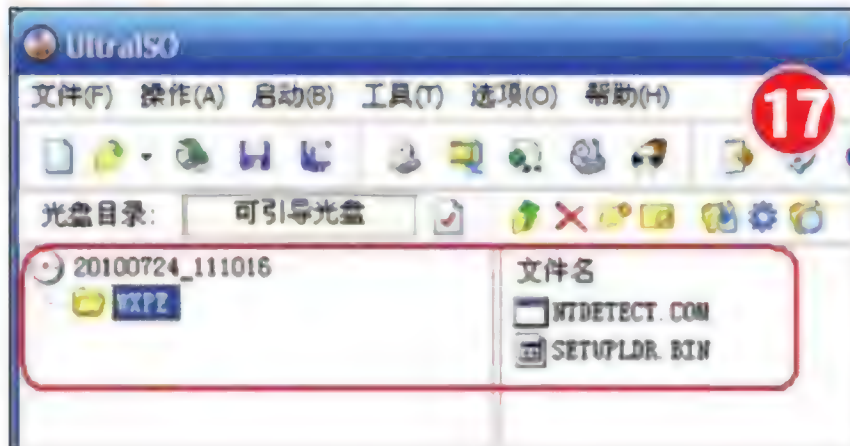 UltraISO
文件(F) 操作(A) 启动(B) 工具(T) 选项(O) 帮助(H)
17
光盘目录: 可引导光盘
20100724_111016 文件名
WXPE NTDETECT.COM
SETUPLDR.BIN